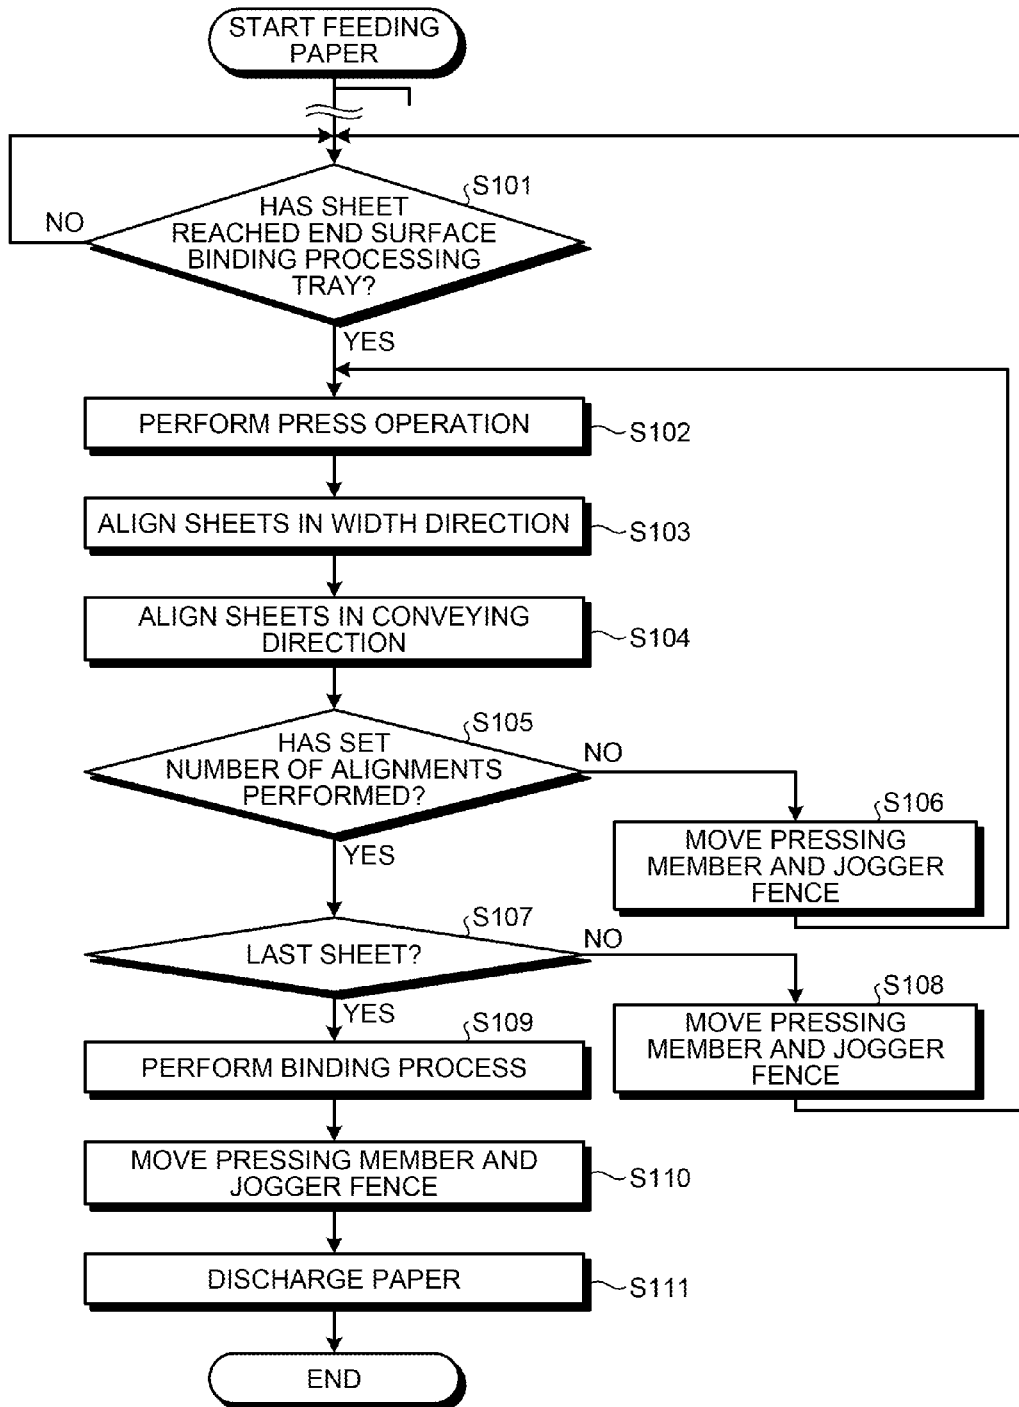 START FEEDING
PAPER
S101
HAS SHEET
REACHED END SURFACE
BINDING PROCESSING
TRAY?
NO
YES
PERFORM PRESS OPERATION
S102
ALIGN SHEETS IN WIDTH DIRECTION
S103
ALIGN SHEETS IN CONVEYING
DIRECTION
S104
S105
HAS SET
NUMBER OF ALIGNMENTS
PERFORMED?
NO
YES
S106
MOVE PRESSING
MEMBER AND JOGGER
FENCE
S107
LAST SHEET?
NO
YES
S108
MOVE PRESSING
MEMBER AND JOGGER
FENCE
S109
PERFORM BINDING PROCESS
MOVE PRESSING MEMBER AND
JOGGER FENCE
S110
DISCHARGE PAPER
S111
END